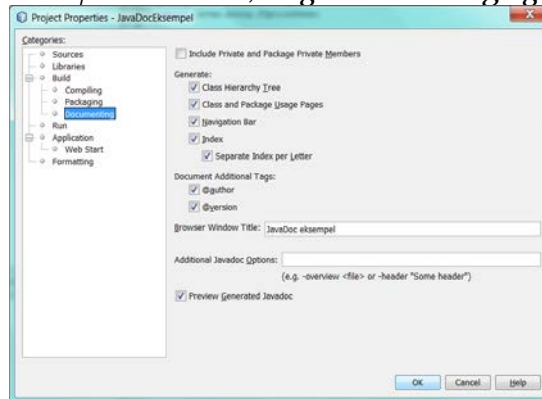 Project Properties - JavaDocEksempel
Categories:
Sources
Libraries
Build
Compiling
Packaging
Documenting
Run
Application
Web Start
Formatting
Include Private and Package Private Members
Generate:
Class Hierarchy Tree
Class and Package Usage Pages
Navigation Bar
Index
Separate Index per Letter
Document Additional Tags:
@author
@version
Browser Window Title: JavaDoc eksempel
Additional Javadoc Options:
(e.g. -overview <file> or -header "Some header")
Preview Generated Javadoc
OK Cancel Help